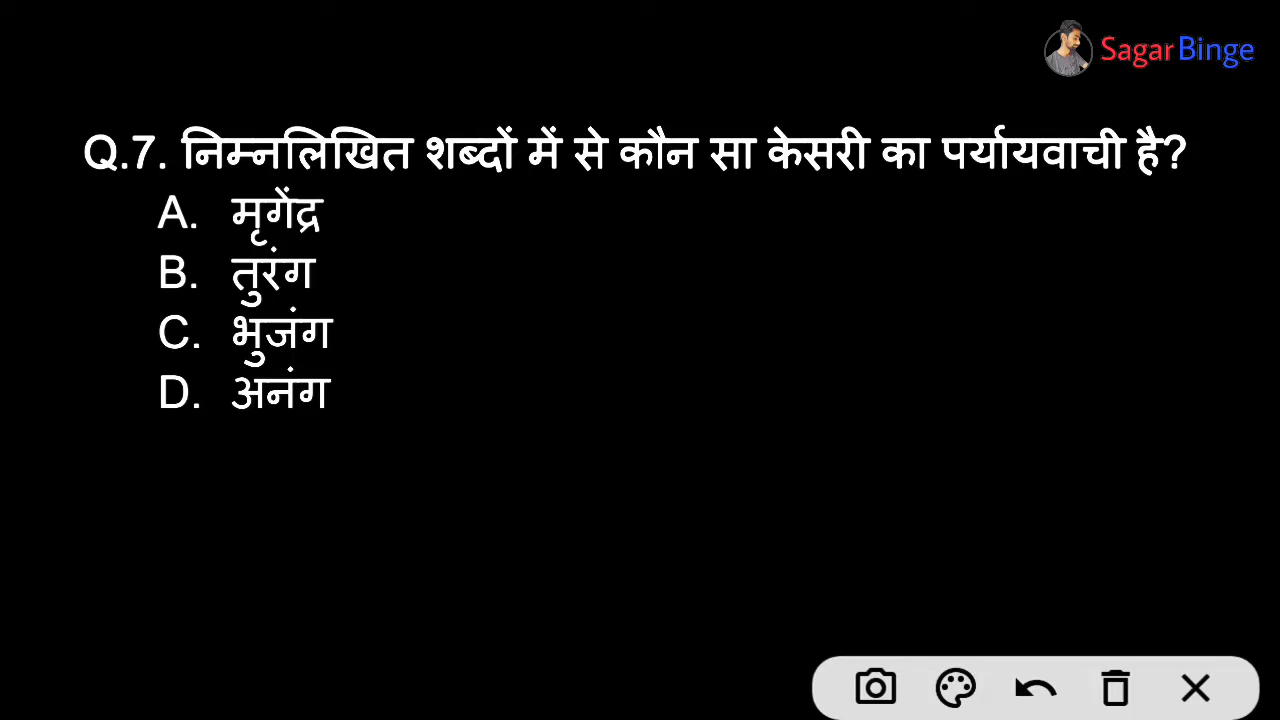 Sagar Binge
Q.7. निम्नलिखित शब्दों में से कौन सा केसरी का पर्यायवाची है?
A. मृगेंद्र
B. तुरंग
C. भुजंग
D. अनंग